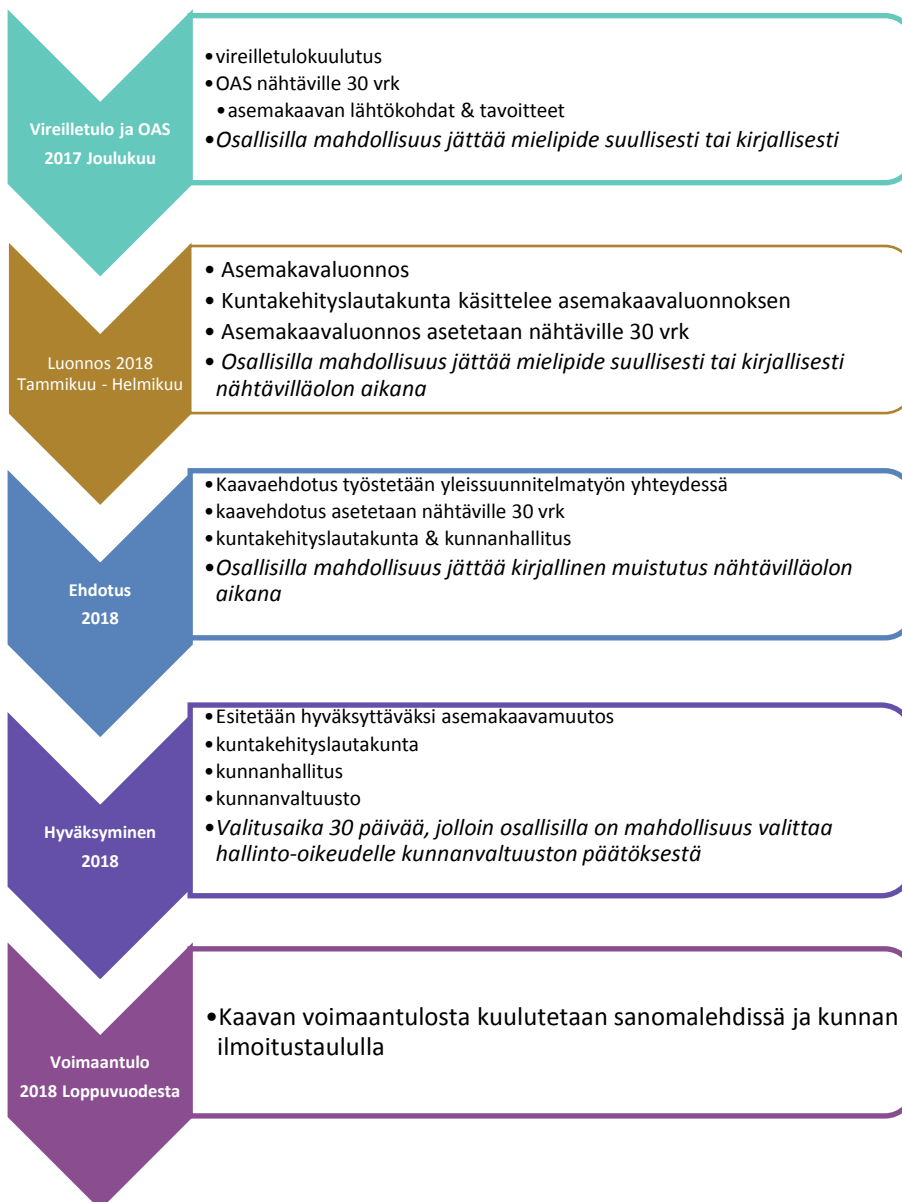 Vireilletulo ja OAS
2017 Joulukuu
•vireilletulokuulutus
•OAS nähtäville 30 vrk
•asemakaavan lähtökohdat & tavoitteet
•Osallisilla mahdollisuus jättää mielipide suullisesti tai kirjallisesti
Luonnos 2018
Tammikuu - Helmikuu
• Asemakavaluonnos
• Kuntakehityslautakunta käsittelee asemakaavaluonnoksen
• Asemakaavaluonnos asetetaan nähtäville 30 vrk
• Osallisilla mahdollisuus jättää mielipide suullisesti tai kirjallisesti
nähtävilläolon aikana
Ehdotus
2018
•Kaavaehdotus työstetään yleissuunnitelmatyön yhteydessä
•kaavehdotus asetetaan nähtäville 30 vrk
•kuntakehityslautakunta & kunnanhallitus
•Osallisilla mahdollisuus jättää kirjallinen muistutus nähtävilläolon
aikana
Hyväksyminen
2018
•Esitetään hyväksyttäväksi asemakaavamuutos
•kuntakehityslautakunta
•kunnanhallitus
•kunnanvaltuusto
•Valitusaika 30 päivää, jolloin osallisilla on mahdollisuus valittaa
hallinto-oikeudelle kunnanvaltuuston päätöksestä
Voimaantulo
2018 Loppuvuodesta
•Kaavan voimaantulosta kuulutetaan sanomalehdissä ja kunnan
ilmoitustaululla